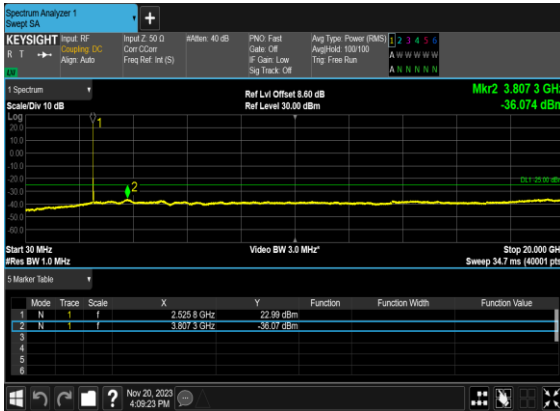 Spectrum Analyzer 1
Swept SA
+
KEYSIGHT
R T
Input: RF
Coupling: DC
Align: Auto
Input Z: 50 Ω
Corr CCorr
Freq Ref: Int (S)
#Atten: 40 dB
PNO: Fast
Gate: Off
IF Gain: Low
Sig Track: Off
Avg Type: Power (RMS)
Avg|Hold: 100/100
Trig: Free Run
1 2 3 4 5 6
A W W W W W
A N N N N N
1 Spectrum
Scale/Div 10 dB
Ref Lvl Offset 8.60 dB
Ref Level 30.00 dBm
Mkr2 3.807 3 GHz
-36.074 dBm
Log
20.0
10.0
0.00
-10.0
-20.0
-30.0
-40.0
-50.0
-60.0
1
2
DL1 -25.00 dBm
Start 30 MHz
#Res BW 1.0 MHz
Video BW 3.0 MHz*
Stop 20.000 GHz
Sweep 34.7 ms (40001 pts)
5 Marker Table
Mode Trace Scale X Y Function Function Width Function Value
1 N 1 f 2.525 8 GHz 22.99 dBm
2 N 1 f 3.807 3 GHz -36.07 dBm
3
4
5
6
?
Nov 20, 2023
4:09:23 PM